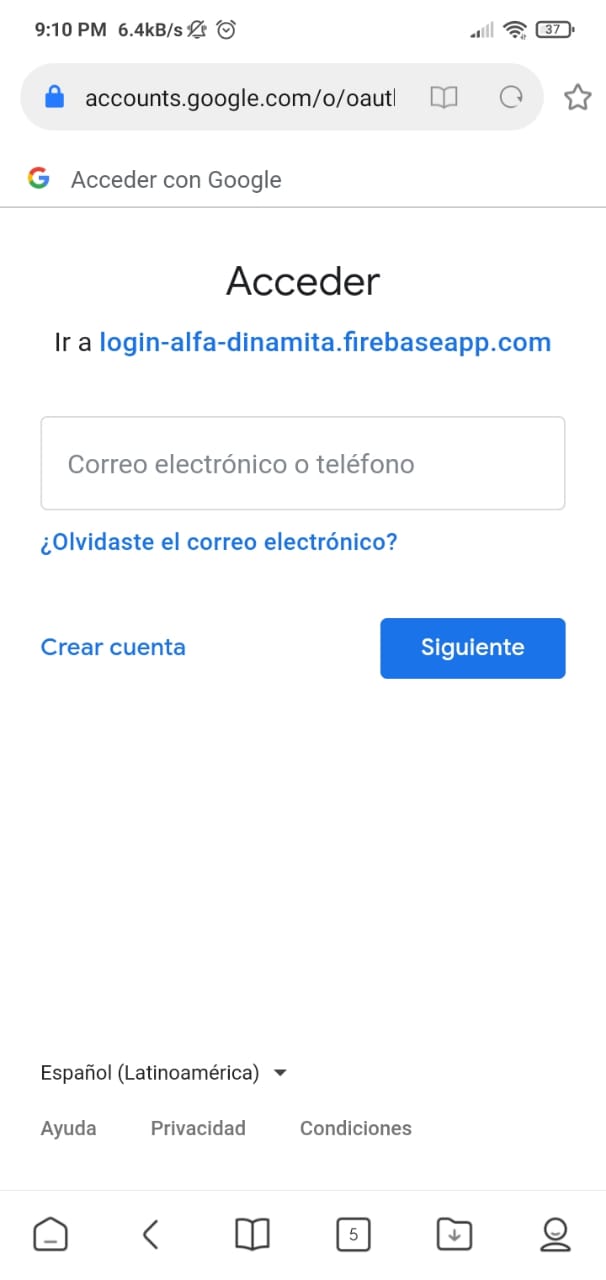 9:10 PM 6.4kB/s 37
accounts.google.com/o/oaut
Acceder con Google
Acceder
Ir a login-alfa-dinamita.firebaseapp.com
Correo electrónico o teléfono
¿Olvidaste el correo electrónico?
Crear cuenta Siguiente
Español (Latinoamérica)
Ayuda Privacidad Condiciones
5